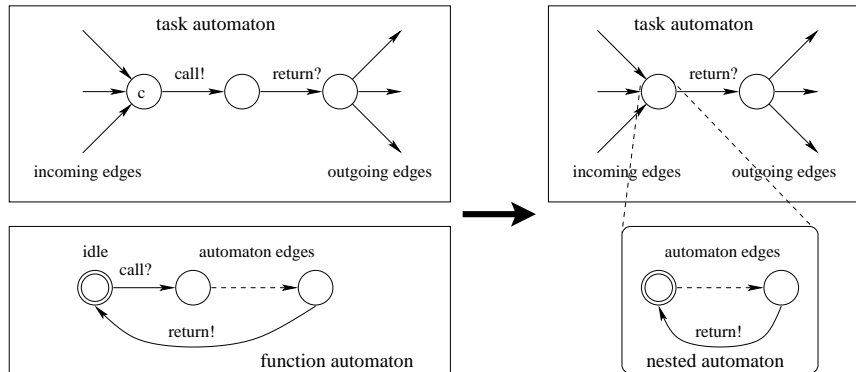 task automaton
call!
return?
c
incoming edges
outgoing edges
idle
automaton edges
call?
return!
function automaton
task automaton
return?
incoming edges
outgoing edges
automaton edges
return!
nested automaton